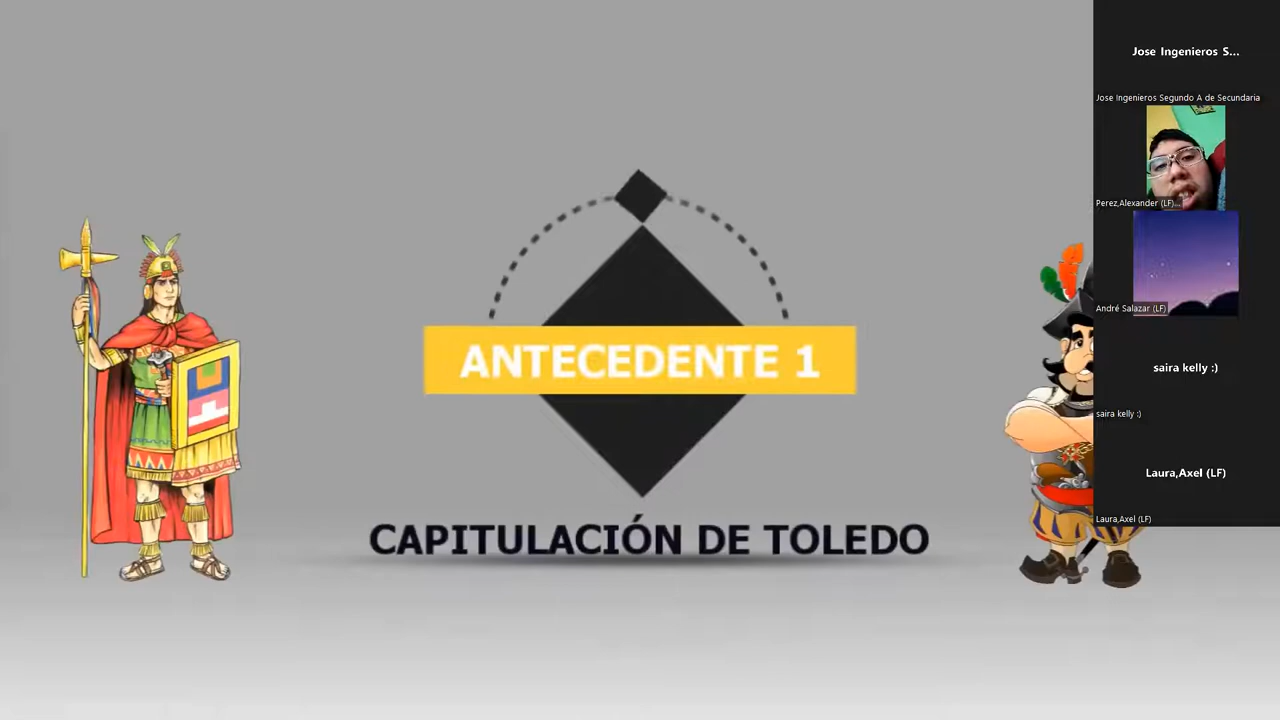 ANTECEDENTE 1
CAPITULACIÓN DE TOLEDO
Jose Ingenieros S...
Jose Ingenieros Segundo A de Secundaria
Perez,Alexander (LF)...
André Salazar (LF)
saira kelly :)
saira kelly :)
Laura,Axel (LF)
Laura,Axel (LF)